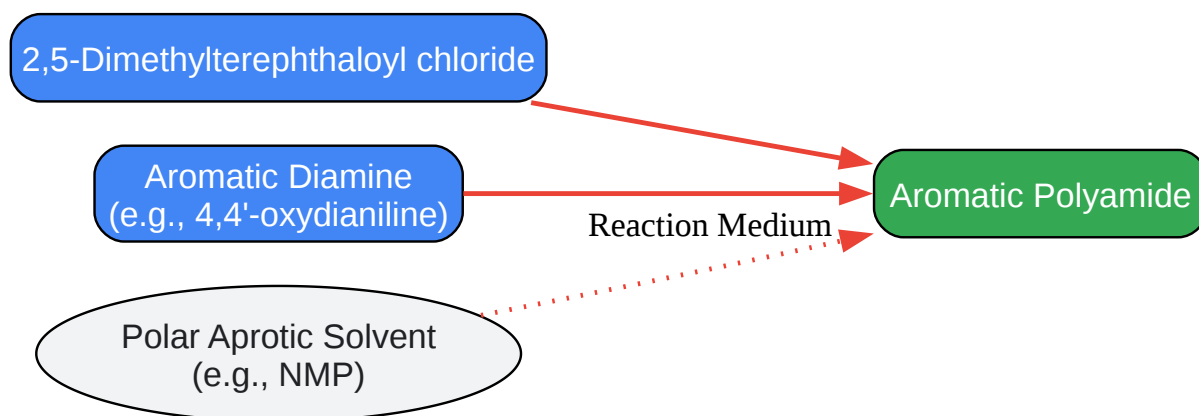 2,5-Dimethylterephthaloyl chloride
Aromatic Diamine
(e.g., 4,4'-oxydianiline)
Aromatic Polyamide
Reaction Medium
Polar Aprotic Solvent
(e.g., NMP)